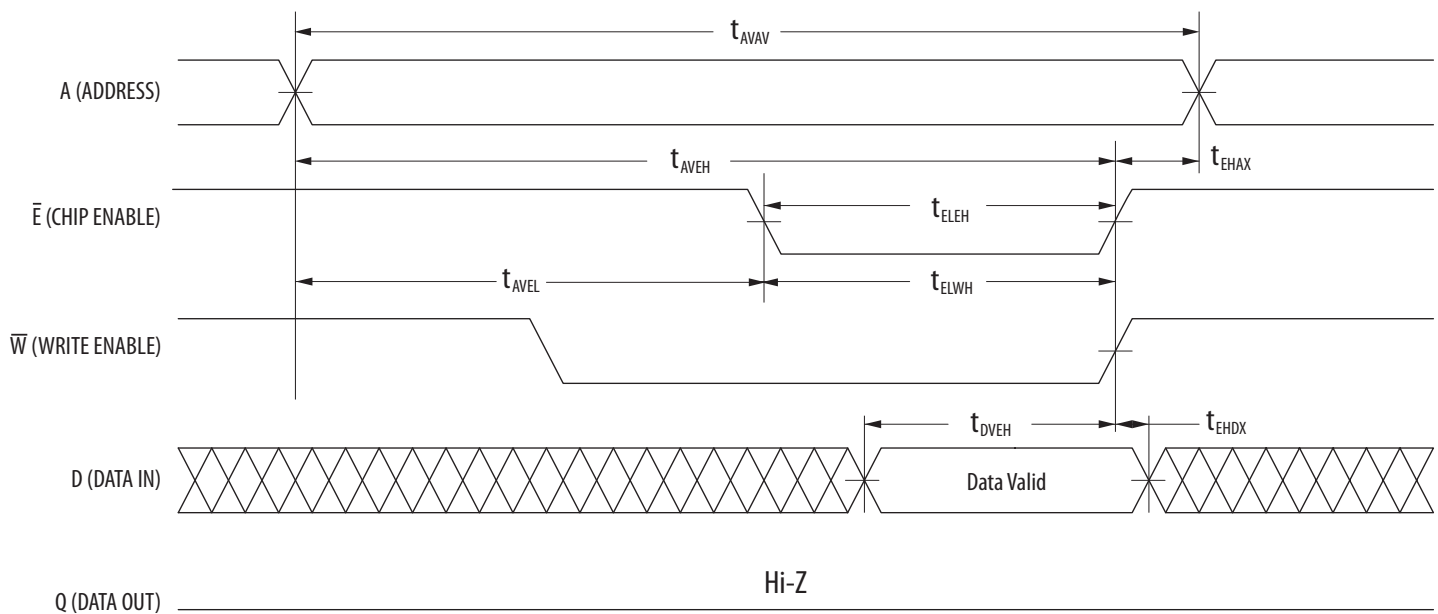 tAVAV
A (ADDRESS)
tAVEH
tEHAX
E̅ (CHIP ENABLE)
tELEH
tAVEL
tELWH
W̅ (WRITE ENABLE)
tDVEH
tEHDX
D (DATA IN)
Data Valid
Hi-Z
Q (DATA OUT)